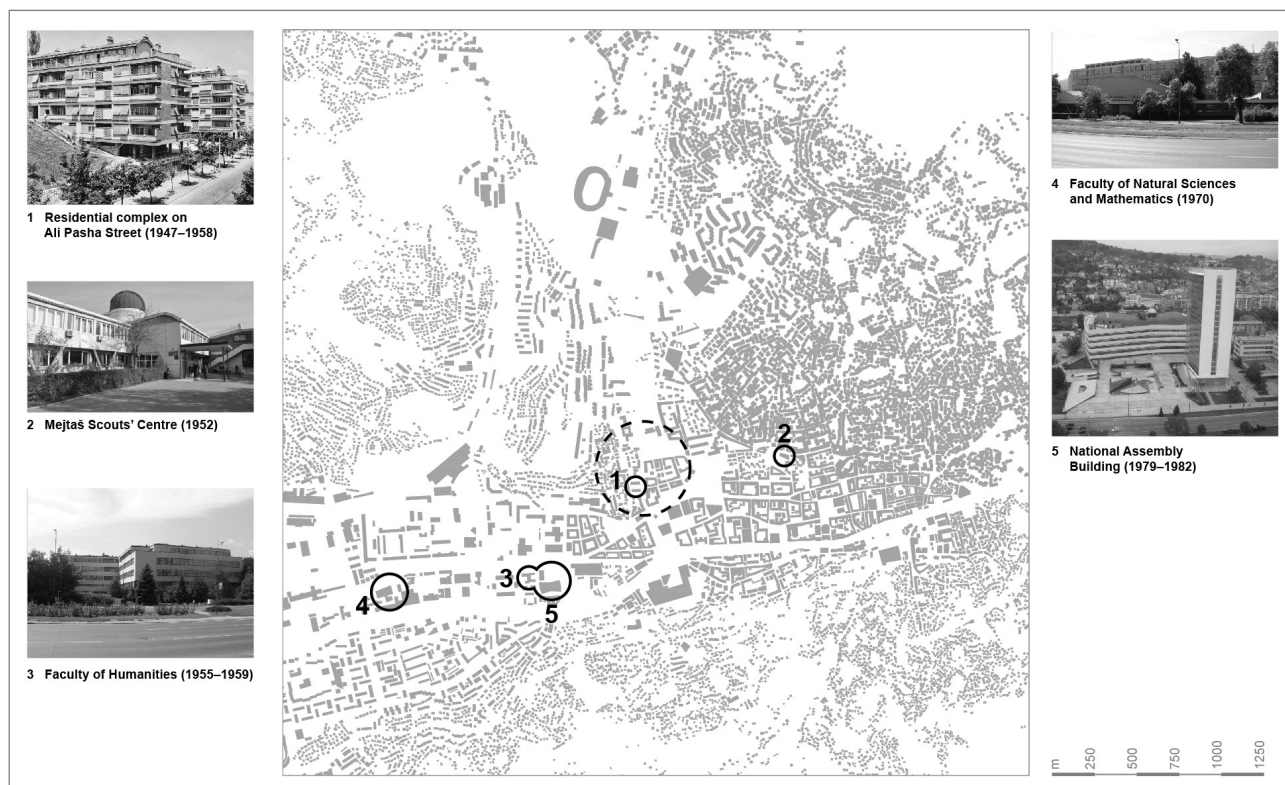 1 Residential complex on
Ali Pasha Street (1947–1958)
2 Mejtaš Scouts’ Centre (1952)
3 Faculty of Humanities (1955–1959)
1
2
3
4
5
4 Faculty of Natural Sciences
and Mathematics (1970)
5 National Assembly
Building (1979–1982)
m 250 500 750 1000 1250